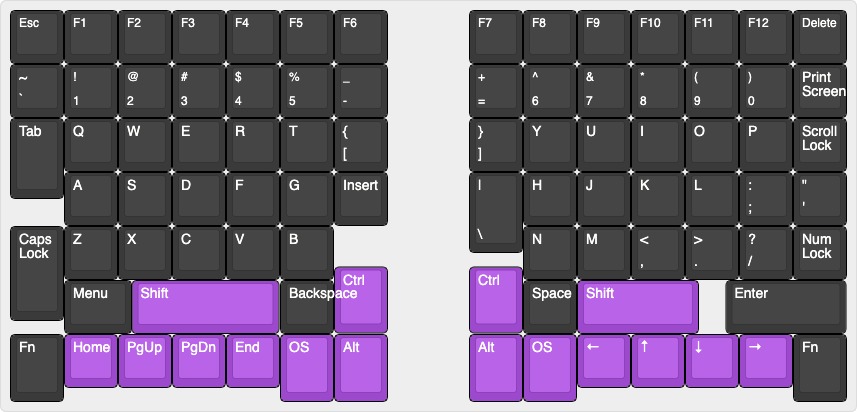 Esc F1 F2 F3 F4 F5 F6 F7 F8 F9 F10 F11 F12 Delete
~ ! @ # $ % _ + ^ & * ( ) Print
` 1 2 3 4 5 - = 6 7 8 9 0 Screen
Tab Q W E R T { } Y U I O P Scroll
[ ] Lock
A S D F G Insert | H J K L : "
; '
Caps Z X C V B \ N M < > ? Num
Lock , . / Lock
Ctrl Ctrl
Menu Shift Backspace Space Shift Enter
Fn Home PgUp PgDn End OS Alt Alt OS ← ↑ ↓ → Fn